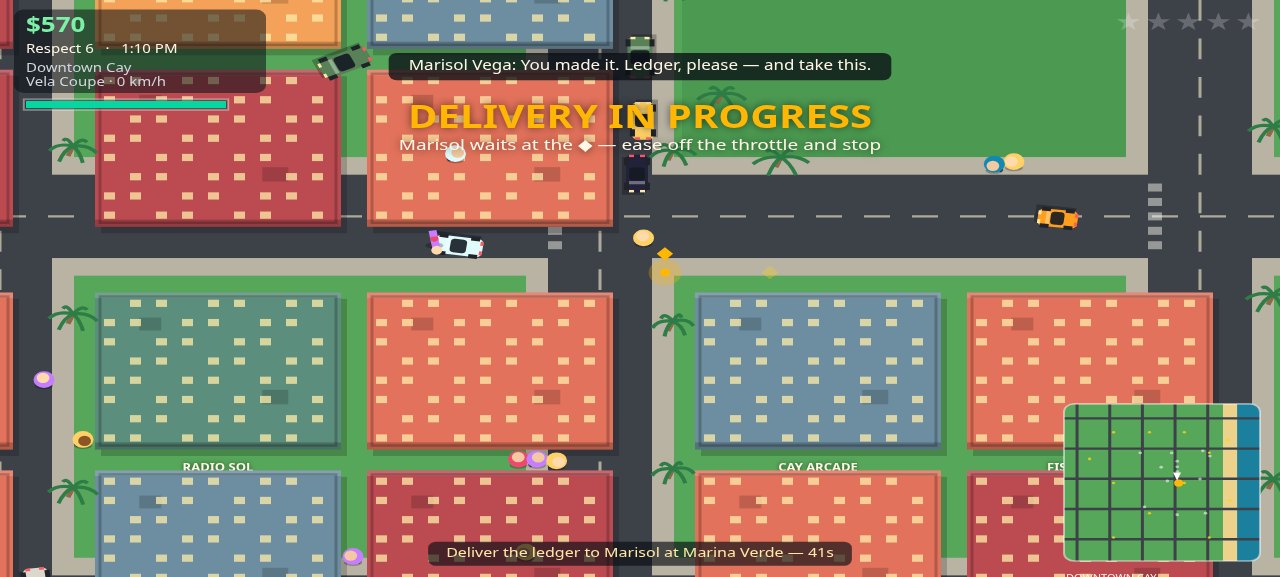 $570
Respect 6 · 1:10 PM
Downtown Cay
Vela Coupe · 0 km/h
Marisol Vega: You made it. Ledger, please — and take this.
DELIVERY IN PROGRESS
Marisol waits at the ◆ — ease off the throttle and stop
RADIO SOL
CAY ARCADE
Deliver the ledger to Marisol at Marina Verde — 41s